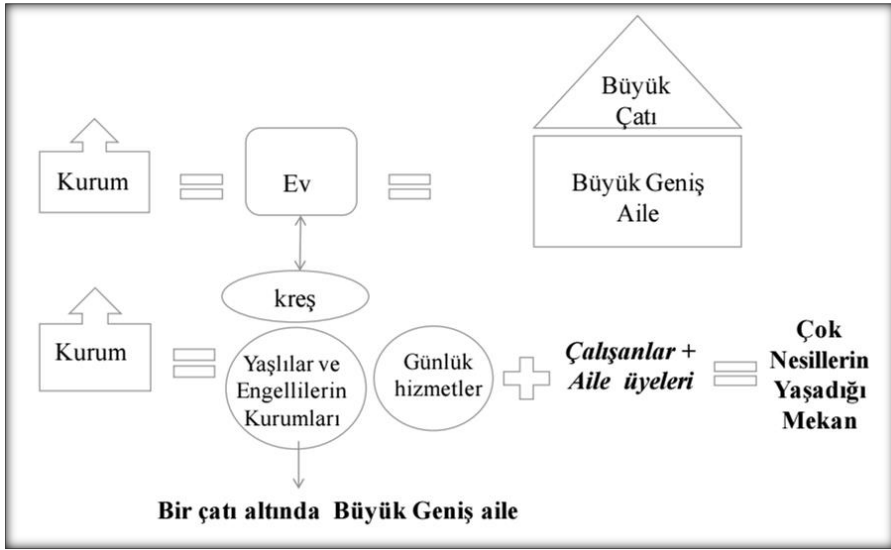 Büyük
Çatı
Kurum
Ev
Büyük Geniş
Aile
kreş
Kurum
Yaşlılar ve
Engellilerin
Kurumları
Günlük
hizmetler
Çalışanlar +
Aile üyeleri
Çok
Nesillerin
Yaşadığı
Mekan
Bir çatı altında Büyük Geniş aile